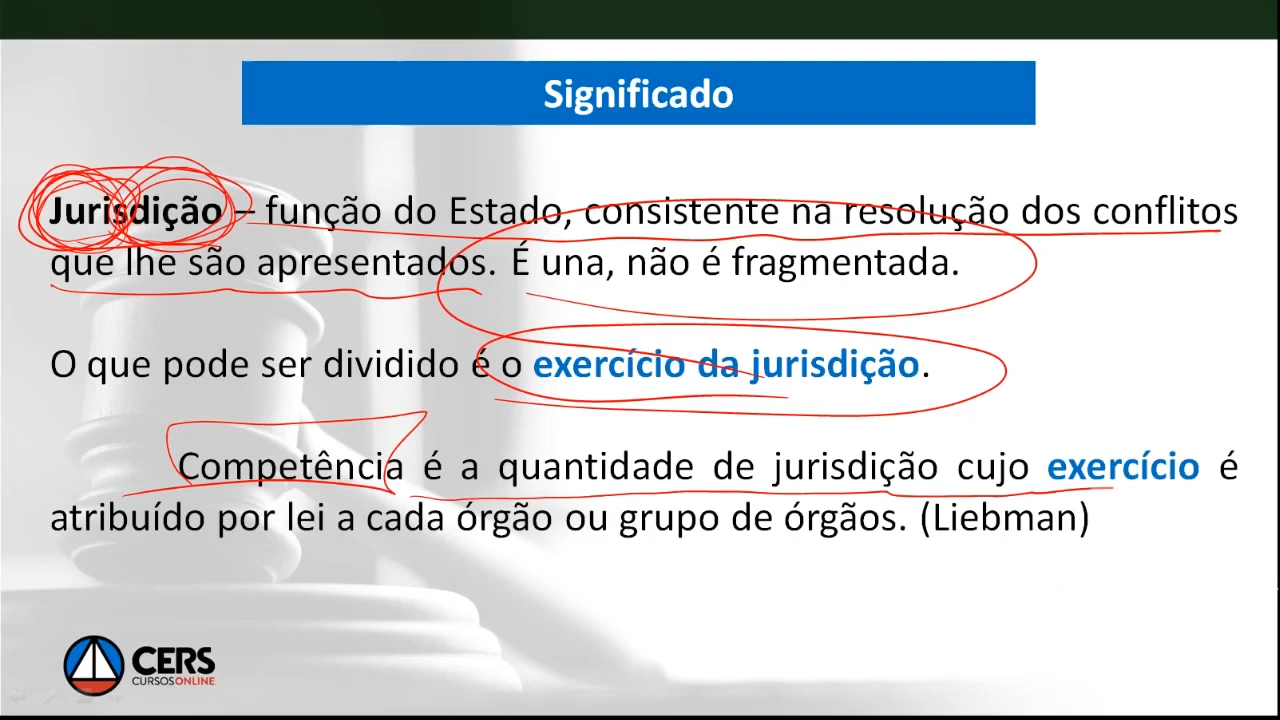 Significado
Jurisdição – função do Estado, consistente na resolução dos conflitos
que lhe são apresentados. É una, não é fragmentada.
O que pode ser dividido é o exercício da jurisdição.
Competência é a quantidade de jurisdição cujo exercício é
atribuído por lei a cada órgão ou grupo de órgãos. (Liebman)
CERS
CURSOS ONLINE